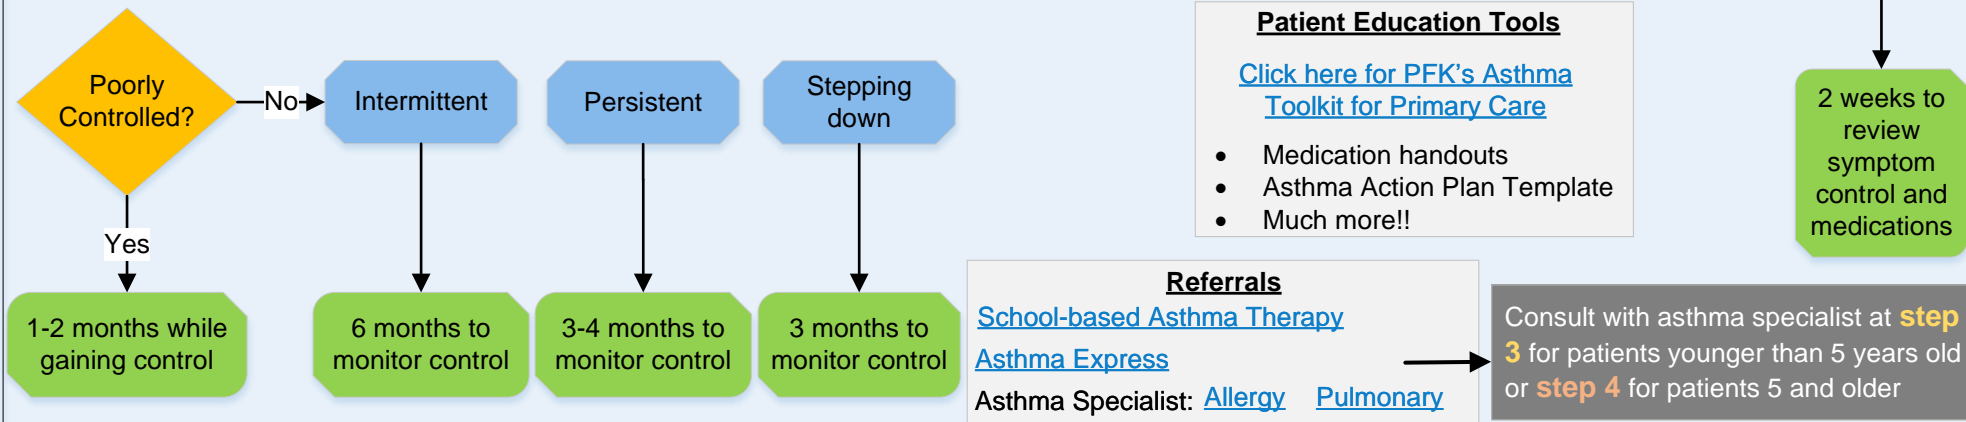 Poorly
Controlled?
No
Intermittent
Persistent
Stepping
down
Yes
1-2 months while
gaining control
6 months to
monitor control
3-4 months to
monitor control
3 months to
monitor control
Patient Education Tools
Click here for PFK's Asthma
Toolkit for Primary Care
• Medication handouts
• Asthma Action Plan Template
• Much more!!
2 weeks to
review
symptom
control and
medications
Referrals
School-based Asthma Therapy
Asthma Express
Asthma Specialist: Allergy Pulmonary
Consult with asthma specialist at step
3 for patients younger than 5 years old
or step 4 for patients 5 and older